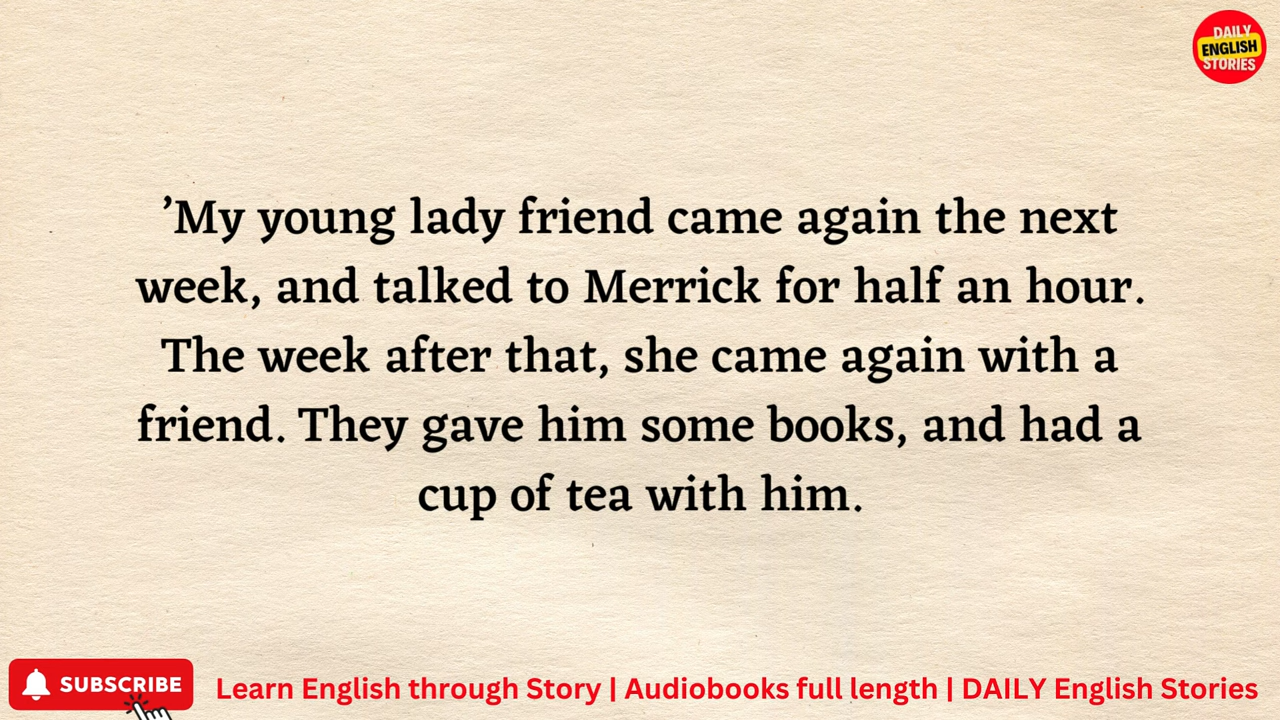 DAILY
ENGLISH
STORIES
’My young lady friend came again the next
week, and talked to Merrick for half an hour.
The week after that, she came again with a
friend. They gave him some books, and had a
cup of tea with him.
SUBSCRIBE
Learn English through Story | Audiobooks full length | DAILY English Stories